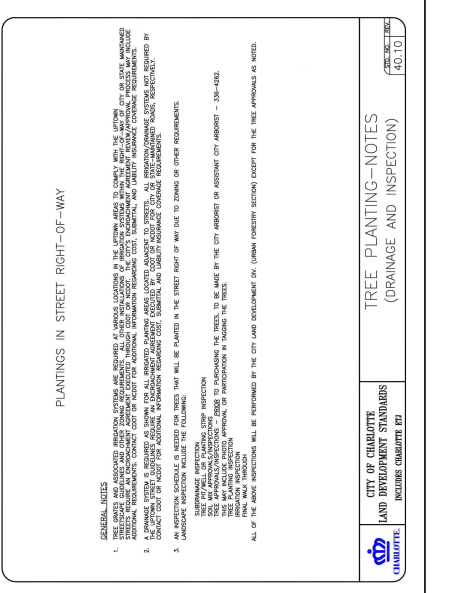 PLANTINGS IN STREET RIGHT-OF-WAY
GENERAL NOTES
1. TREE GRATES AND ASSOCIATED IRRIGATION SYSTEMS ARE REQUIRED AT VARIOUS LOCATIONS IN THE UPTOWN AREAS TO COMPLY WITH THE UPTOWN
STREETSCAPE GUIDELINES AND OTHER ZONING REQUIREMENTS. ALL OTHER INSTALLATIONS OF IRRIGATION SYSTEMS WITHIN THE RIGHT-OF-WAY OF CITY OR STATE MAINTAINED
STREETS REQUIRE AN ENCROACHMENT AGREEMENT EXECUTED THROUGH CDOT OR NCDOT. THE CITY'S ENCROACHMENT AGREEMENT REVIEW/APPROVAL PROCESS MAY INCLUDE
ADDITIONAL REQUIREMENTS. CONTACT CDOT OR NCDOT FOR ADDITIONAL INFORMATION REGARDING COST, SUBMITTAL, AND LIABILITY INSURANCE COVERAGE REQUIREMENTS.
2. A DRAINAGE SYSTEM IS REQUIRED AS SHOWN FOR ALL IRRIGATED PLANTING AREAS LOCATED ADJACENT TO STREETS. ALL IRRIGATION/DRAINAGE SYSTEMS NOT REQUIRED BY
THE UPTOWN STREET GUIDELINES REQUIRE AN ENCROACHMENT AGREEMENT EXECUTED BY CDOT OR NCDOT FOR CITY OR STATE-MAINTAINED ROADS, RESPECTIVELY.
CONTACT CDOT OR NCDOT FOR ADDITIONAL INFORMATION REGARDING COST, SUBMITTAL AND LIABILITY INSURANCE COVERAGE REQUIREMENTS.
3. AN INSPECTION SCHEDULE IS NEEDED FOR TREES THAT WILL BE PLANTED IN THE STREET RIGHT OF WAY DUE TO ZONING OR OTHER REQUIREMENTS.
LANDSCAPE INSPECTION INCLUDE THE FOLLOWING:
SUBDRAINAGE INSPECTION
TREE PIT/WELL OR PLANTING STRIP INSPECTION
SOIL MIX APPROVALS/INSPECTIONS
TREE APPROVALS/INSPECTIONS - PRIOR TO PURCHASING THE TREES, TO BE MADE BY THE CITY ARBORIST OR ASSISTANT CITY ARBORIST - 336-4262.
THIS MAY INCLUDE PHOTO APPROVAL OR PARTICIPATION IN TAGGING THE TREES.
TREE PLANTING INSPECTION
IRRIGATION INSPECTION
FINAL WALK THROUGH
ALL OF THE ABOVE INSPECTIONS WILL BE PERFORMED BY THE CITY LAND DEVELOPMENT DIV. (URBAN FORESTRY SECTION) EXCEPT FOR THE TREE APPROVALS AS NOTED.
CHARLOTTE.
CITY OF CHARLOTTE
LAND DEVELOPMENT STANDARDS
INCLUDES CHARLOTTE ETJ
TREE PLANTING-NOTES
(DRAINAGE AND INSPECTION)
STD. NO. REV.
40.10